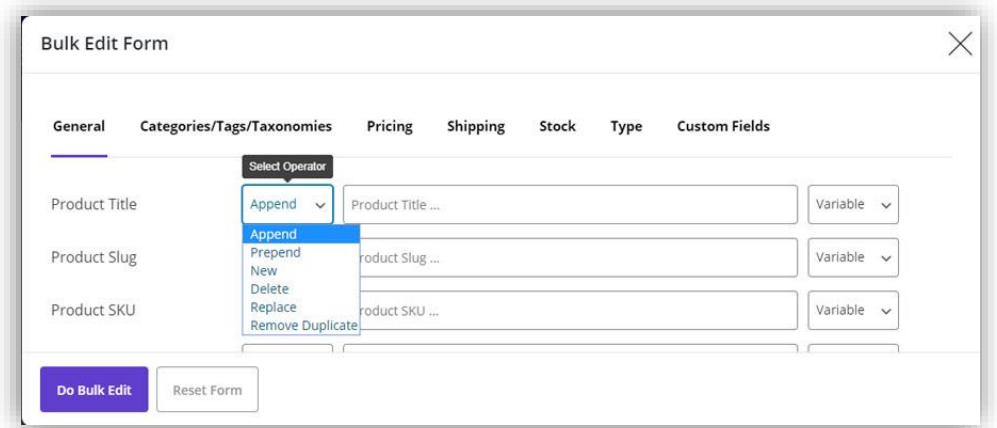 Bulk Edit Form
General Categories/Tags/Taxonomies Pricing Shipping Stock Type Custom Fields
Select Operator
Product Title Append Product Title ... Variable
Append
Prepend
Product Slug roduct Slug ... Variable
New
Delete
Product SKU Replace roduct SKU ... Variable
Remove Duplicate
Do Bulk Edit Reset Form